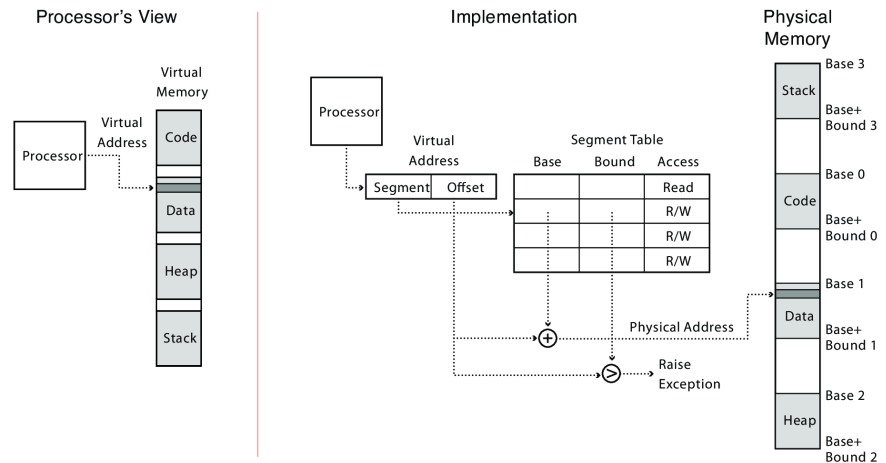 Processor's View
Virtual
Memory
Virtual
Address
Processor
Code
Data
Heap
Stack
Implementation
Processor
Virtual
Address
Segment Offset
Segment Table
Base Bound Access
Read
R/W
R/W
R/W
+
Physical Address
>
Raise
Exception
Physical
Memory
Base 3
Stack
Base+
Bound 3
Base 0
Code
Base+
Bound 0
Base 1
Data
Base+
Bound 1
Base 2
Heap
Base+
Bound 2